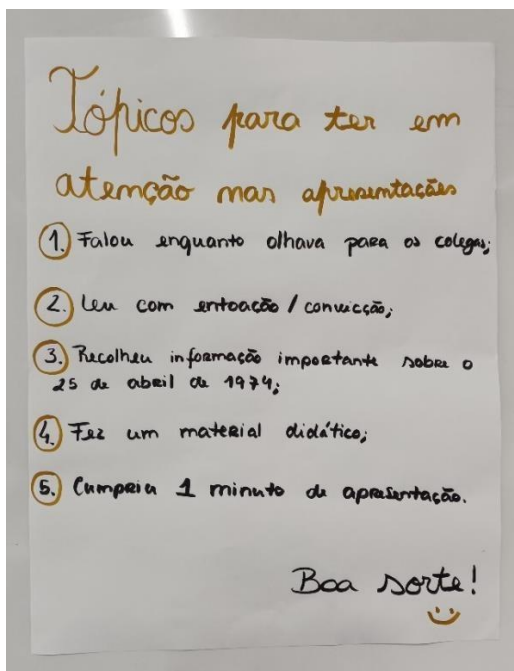 Tópicos para ter em
atenção nas apresentações
1. Falou enquanto olhava para os colegas;
2. Leu com entoação / convicção;
3. Recolheu informação importante sobre o
25 de abril de 1974;
4. Fez um material didático;
5. Cumpriu 1 minuto de apresentação.
Boa sorte!